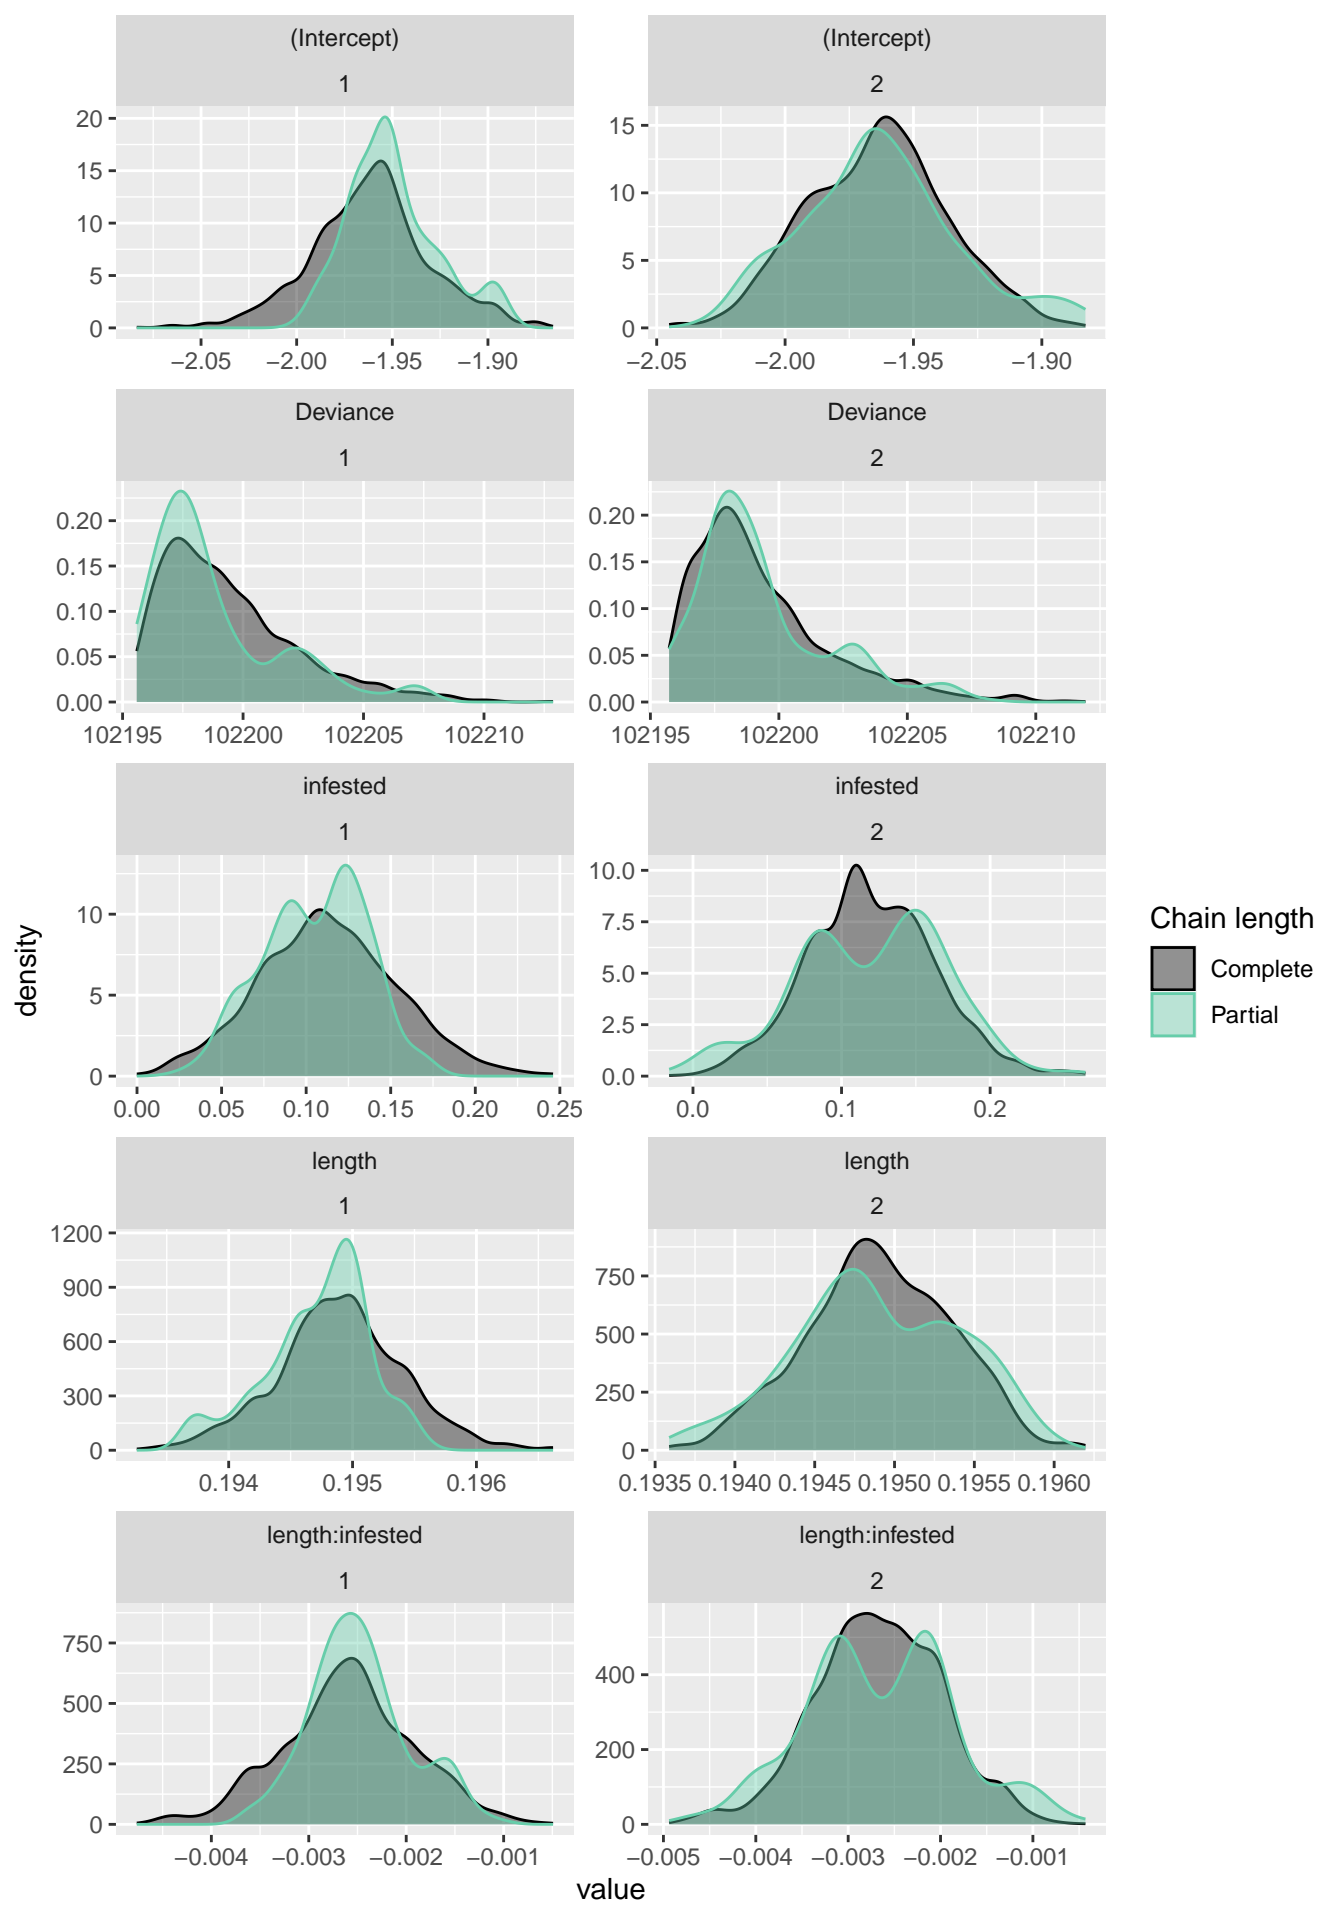 (Intercept) (Intercept)
1 2
20
15
10
5
0
15
10
5
0
−2.05 −2.00 −1.95 −1.90
−2.05 −2.00 −1.95 −1.90
Deviance Deviance
1 2
0.20
0.15
0.10
0.05
0.00
0.20
0.15
0.10
0.05
0.00
102195 102200 102205 102210
102195 102200 102205 102210
infested infested
1 2
10
5
0
10.0
7.5
5.0
2.5
0.0
0.00 0.05 0.10 0.15 0.20 0.25
0.0 0.1 0.2
length length
1 2
1200
900
600
300
0
750
500
250
0
0.194 0.195 0.196
0.1935 0.1940 0.1945 0.1950 0.1955 0.1960
length:infested length:infested
1 2
750
500
250
0
400
200
0
−0.004 −0.003 −0.002 −0.001
−0.005 −0.004 −0.003 −0.002 −0.001
value
density
Chain length
Complete
Partial